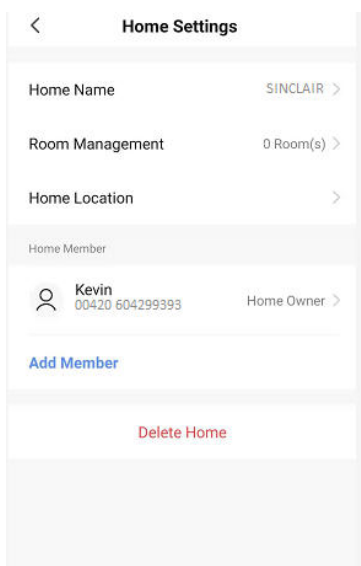 Home Settings
Home Name SINCLAIR
Room Management 0 Room(s)
Home Location
Home Member
Kevin
00420 604299393 Home Owner
Add Member
Delete Home